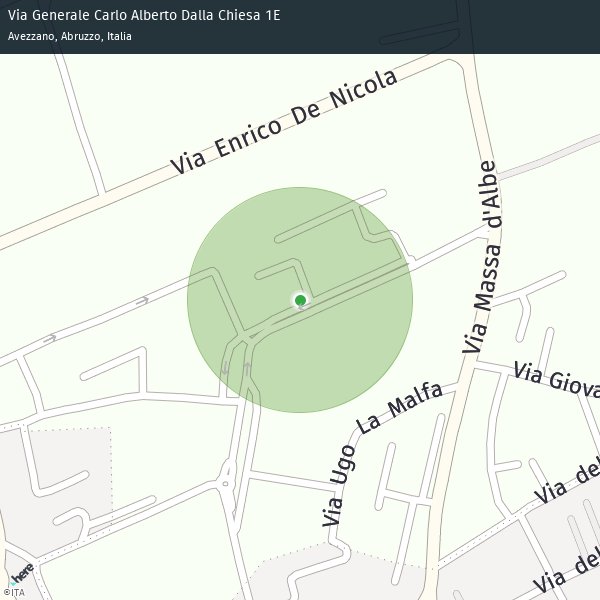 Via Generale Carlo Alberto Dalla Chiesa 1E
Avezzano, Abruzzo, Italia
Via Enrico De Nicola
Via Massa d'Albe
Via Giova
Via Ugo La Malfa
Via del
Via del
here
©ITA